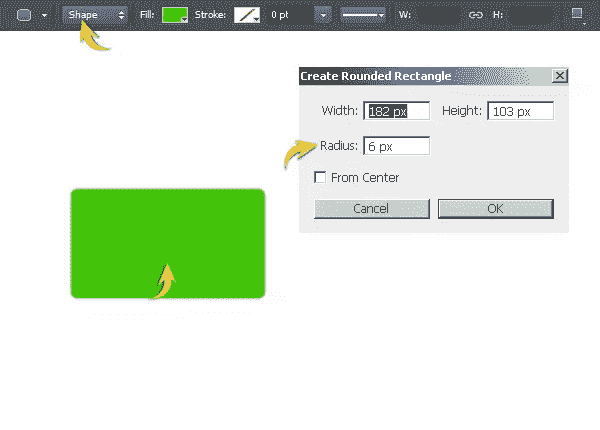 Shape Fill: Stroke: 0 pt W: H:
Create Rounded Rectangle
Width: 182 px Height: 103 px
Radius: 6 px
From Center
Cancel OK